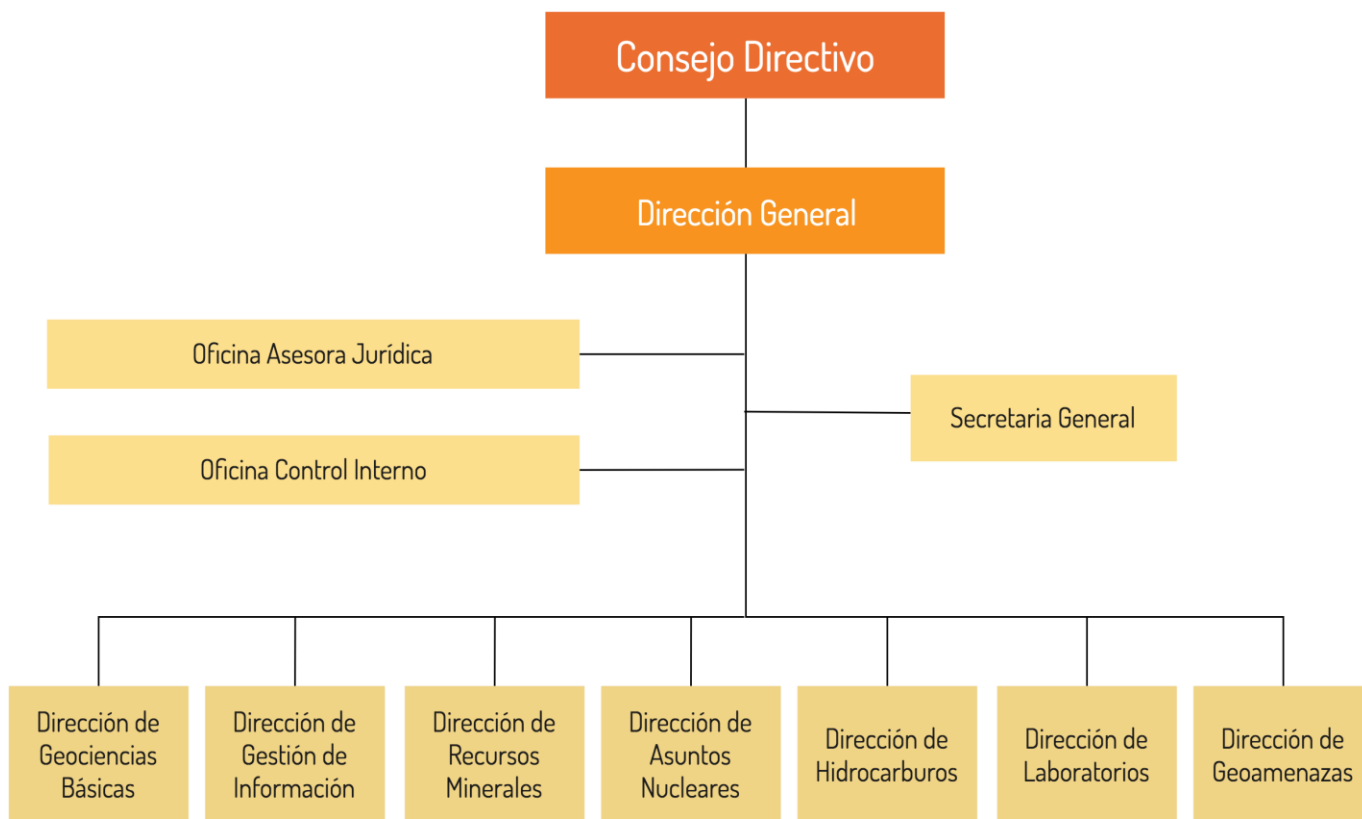 Consejo Directivo
Dirección General
Oficina Asesora Jurídica
Secretaria General
Oficina Control Interno
Dirección de
Geociencias
Básicas
Dirección de
Gestión de
Información
Dirección de
Recursos
Minerales
Dirección de
Asuntos
Nucleares
Dirección de
Hidrocarburos
Dirección de
Laboratorios
Dirección de
Geoamenazas